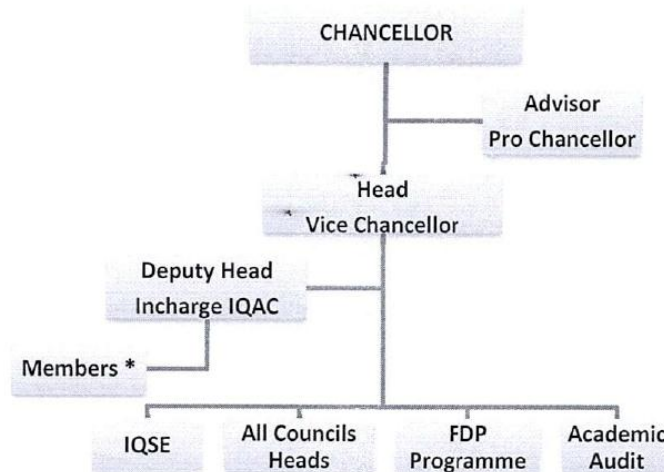 CHANCELLOR
Advisor
Pro Chancellor
Head
Vice Chancellor
Deputy Head
Incharge IQAC
Members *
IQSE
All Councils
Heads
FDP
Programme
Academic
Audit